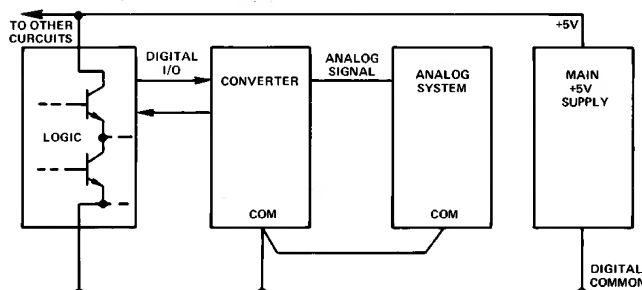 TO OTHER
CURCUITS
+5V
DIGITAL
I/O
CONVERTER
ANALOG
SIGNAL
ANALOG
SYSTEM
MAIN
+5V
SUPPLY
LOGIC
COM
COM
DIGITAL
COMMON